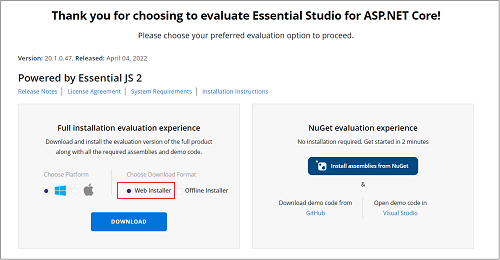 Thank you for choosing to evaluate Essential Studio for ASP.NET Core!
Please choose your preferred evaluation option to proceed.
Version: 20.1.0.47, Released: April 04, 2022
Powered by Essential JS 2
Release Notes | License Agreement | System Requirements | Installation Instructions
Full installation evaluation experience
Download and install the evaluation version of the full product
along with all the required assemblies and demo code.
Choose Platform
Choose Download Format
Web Installer
Offline Installer
DOWNLOAD
NuGet evaluation experience
No installation required. Get started in 2 minutes
Install assemblies from NuGet
&
Download demo code from
GitHub
Open demo code in
Visual Studio